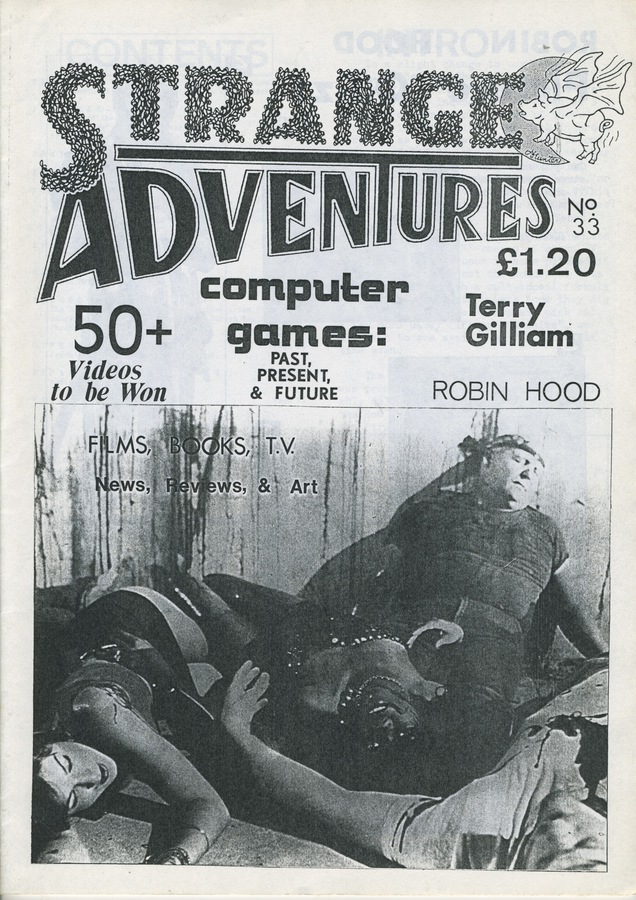 STRANGE
ADVENTURES
No.
33
£1.20
computer
games:
PAST,
PRESENT,
& FUTURE
50+
Videos
to be Won
Terry
Gilliam
ROBIN HOOD
FILMS, BOOKS, T.V.
News, Reviews, & Art